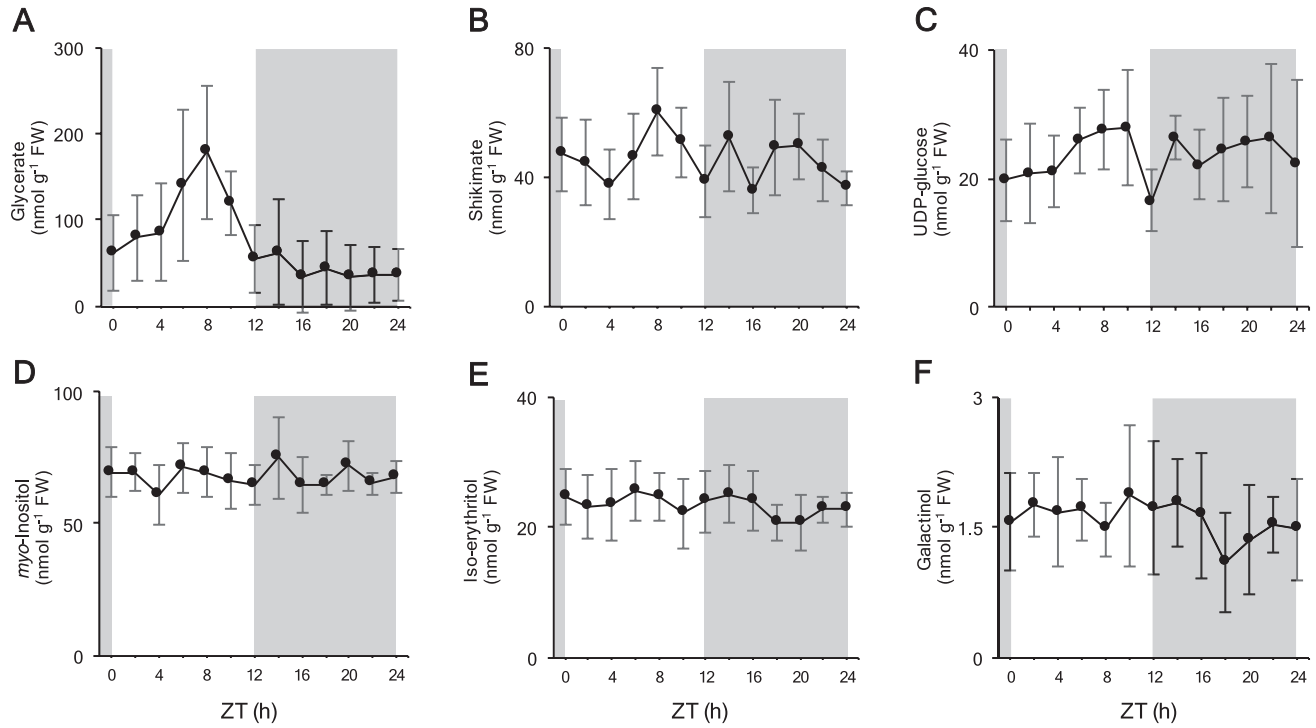 A
Glycerate
(nmol g⁻¹ FW)
300
200
100
0
0 4 8 12 16 20 24
B
Shikimate
(nmol g⁻¹ FW)
80
40
0
0 4 8 12 16 20 24
C
UDP-glucose
(nmol g⁻¹ FW)
40
20
0
0 4 8 12 16 20 24
D
myo-Inositol
(nmol g⁻¹ FW)
100
50
0
0 4 8 12 16 20 24
ZT (h)
E
Iso-erythritol
(nmol g⁻¹ FW)
40
20
0
0 4 8 12 16 20 24
ZT (h)
F
Galactinol
(nmol g⁻¹ FW)
3
1.5
0
0 4 8 12 16 20 24
ZT (h)